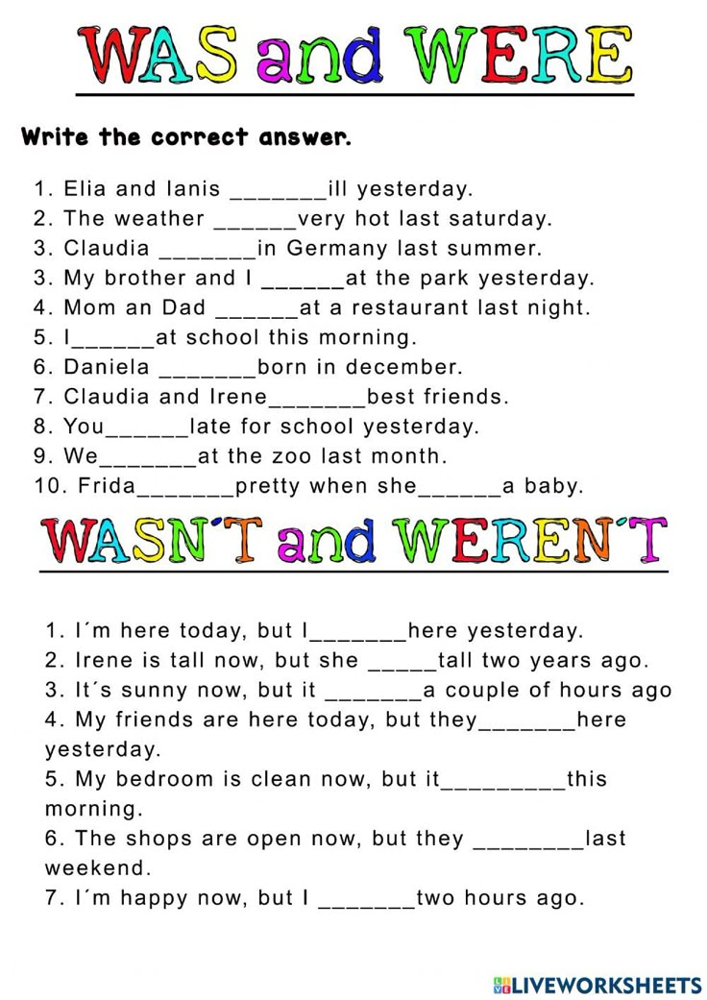 WAS and WERE
Write the correct answer.
1. Elia and Ianis _______ill yesterday.
2. The weather ______very hot last saturday.
3. Claudia _______in Germany last summer.
3. My brother and I ______at the park yesterday.
4. Mom an Dad ______at a restaurant last night.
5. I______at school this morning.
6. Daniela _______born in december.
7. Claudia and Irene_______best friends.
8. You______late for school yesterday.
9. We_______at the zoo last month.
10. Frida_______pretty when she______a baby.
WASN´T and WEREN´T
1. I´m here today, but I_______here yesterday.
2. Irene is tall now, but she _____tall two years ago.
3. It´s sunny now, but it _______a couple of hours ago
4. My friends are here today, but they_______here
yesterday.
5. My bedroom is clean now, but it_________this
morning.
6. The shops are open now, but they ________last
weekend.
7. I´m happy now, but I _______two hours ago.
LIVEWORKSHEETS